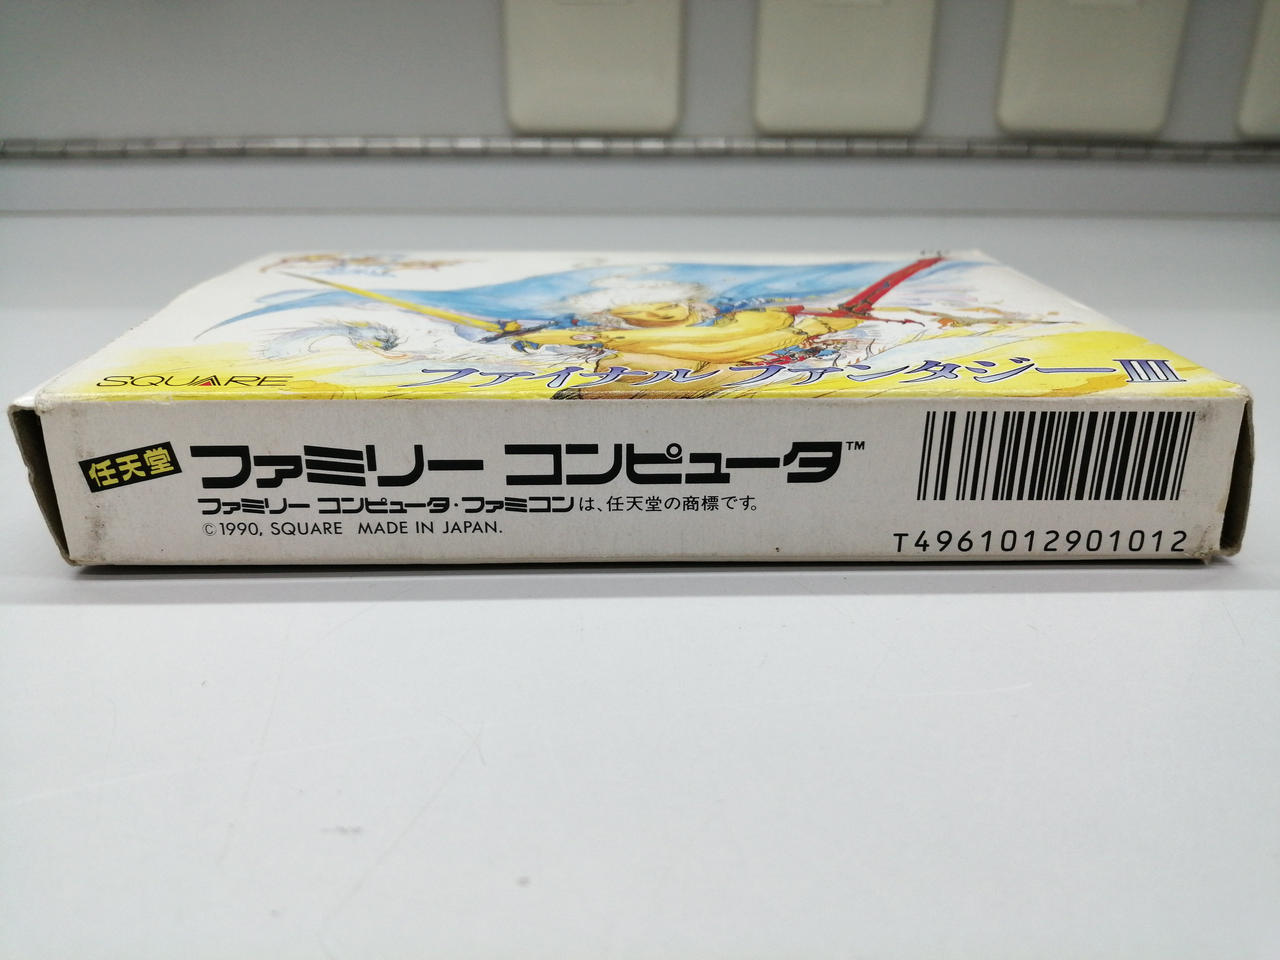 SQUARE
ファイナルファンタジーIII
任天堂 ファミリー コンピュータ™
ファミリー コンピュータ・ファミコンは、任天堂の商標です。
©1990, SQUARE MADE IN JAPAN.
T4961012901012